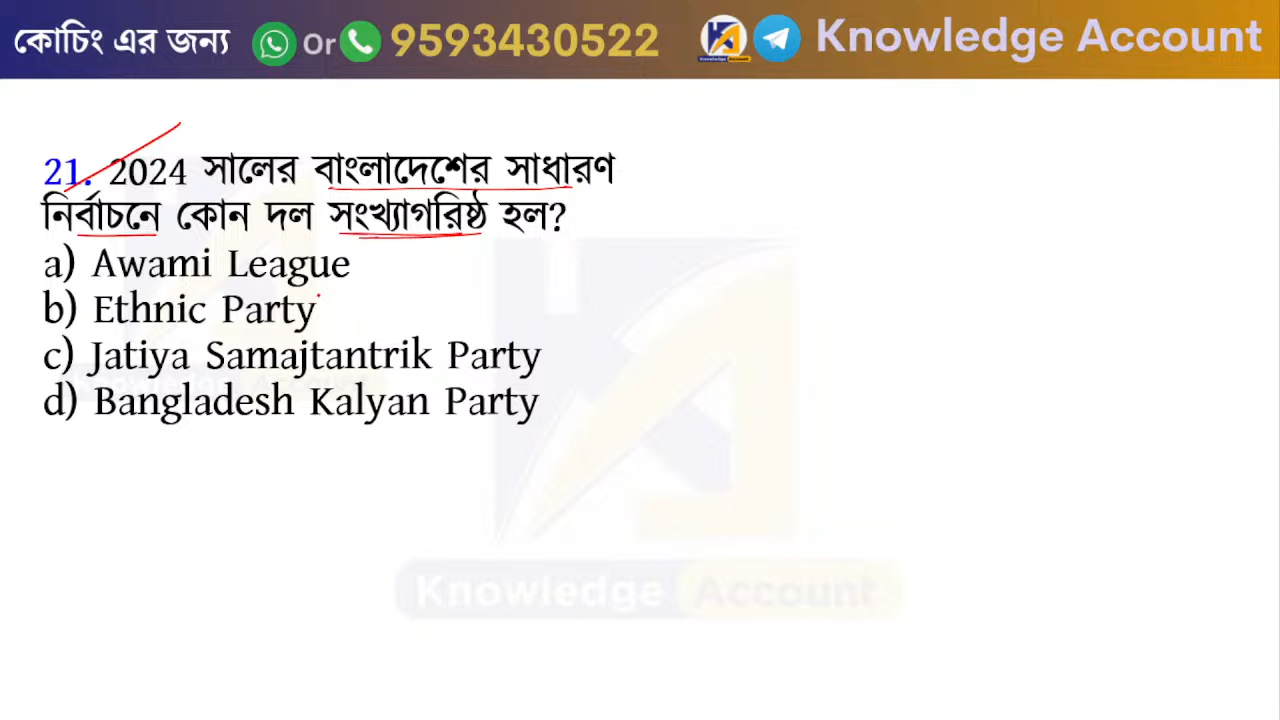 কোচিং এর জন্য Or 9593430522 Knowledge Account
21. 2024 সালের বাংলাদেশের সাধারণ
নির্বাচনে কোন দল সংখ্যাগরিষ্ঠ হল?
a) Awami League
b) Ethnic Party
c) Jatiya Samajtantrik Party
d) Bangladesh Kalyan Party
Knowledge Account